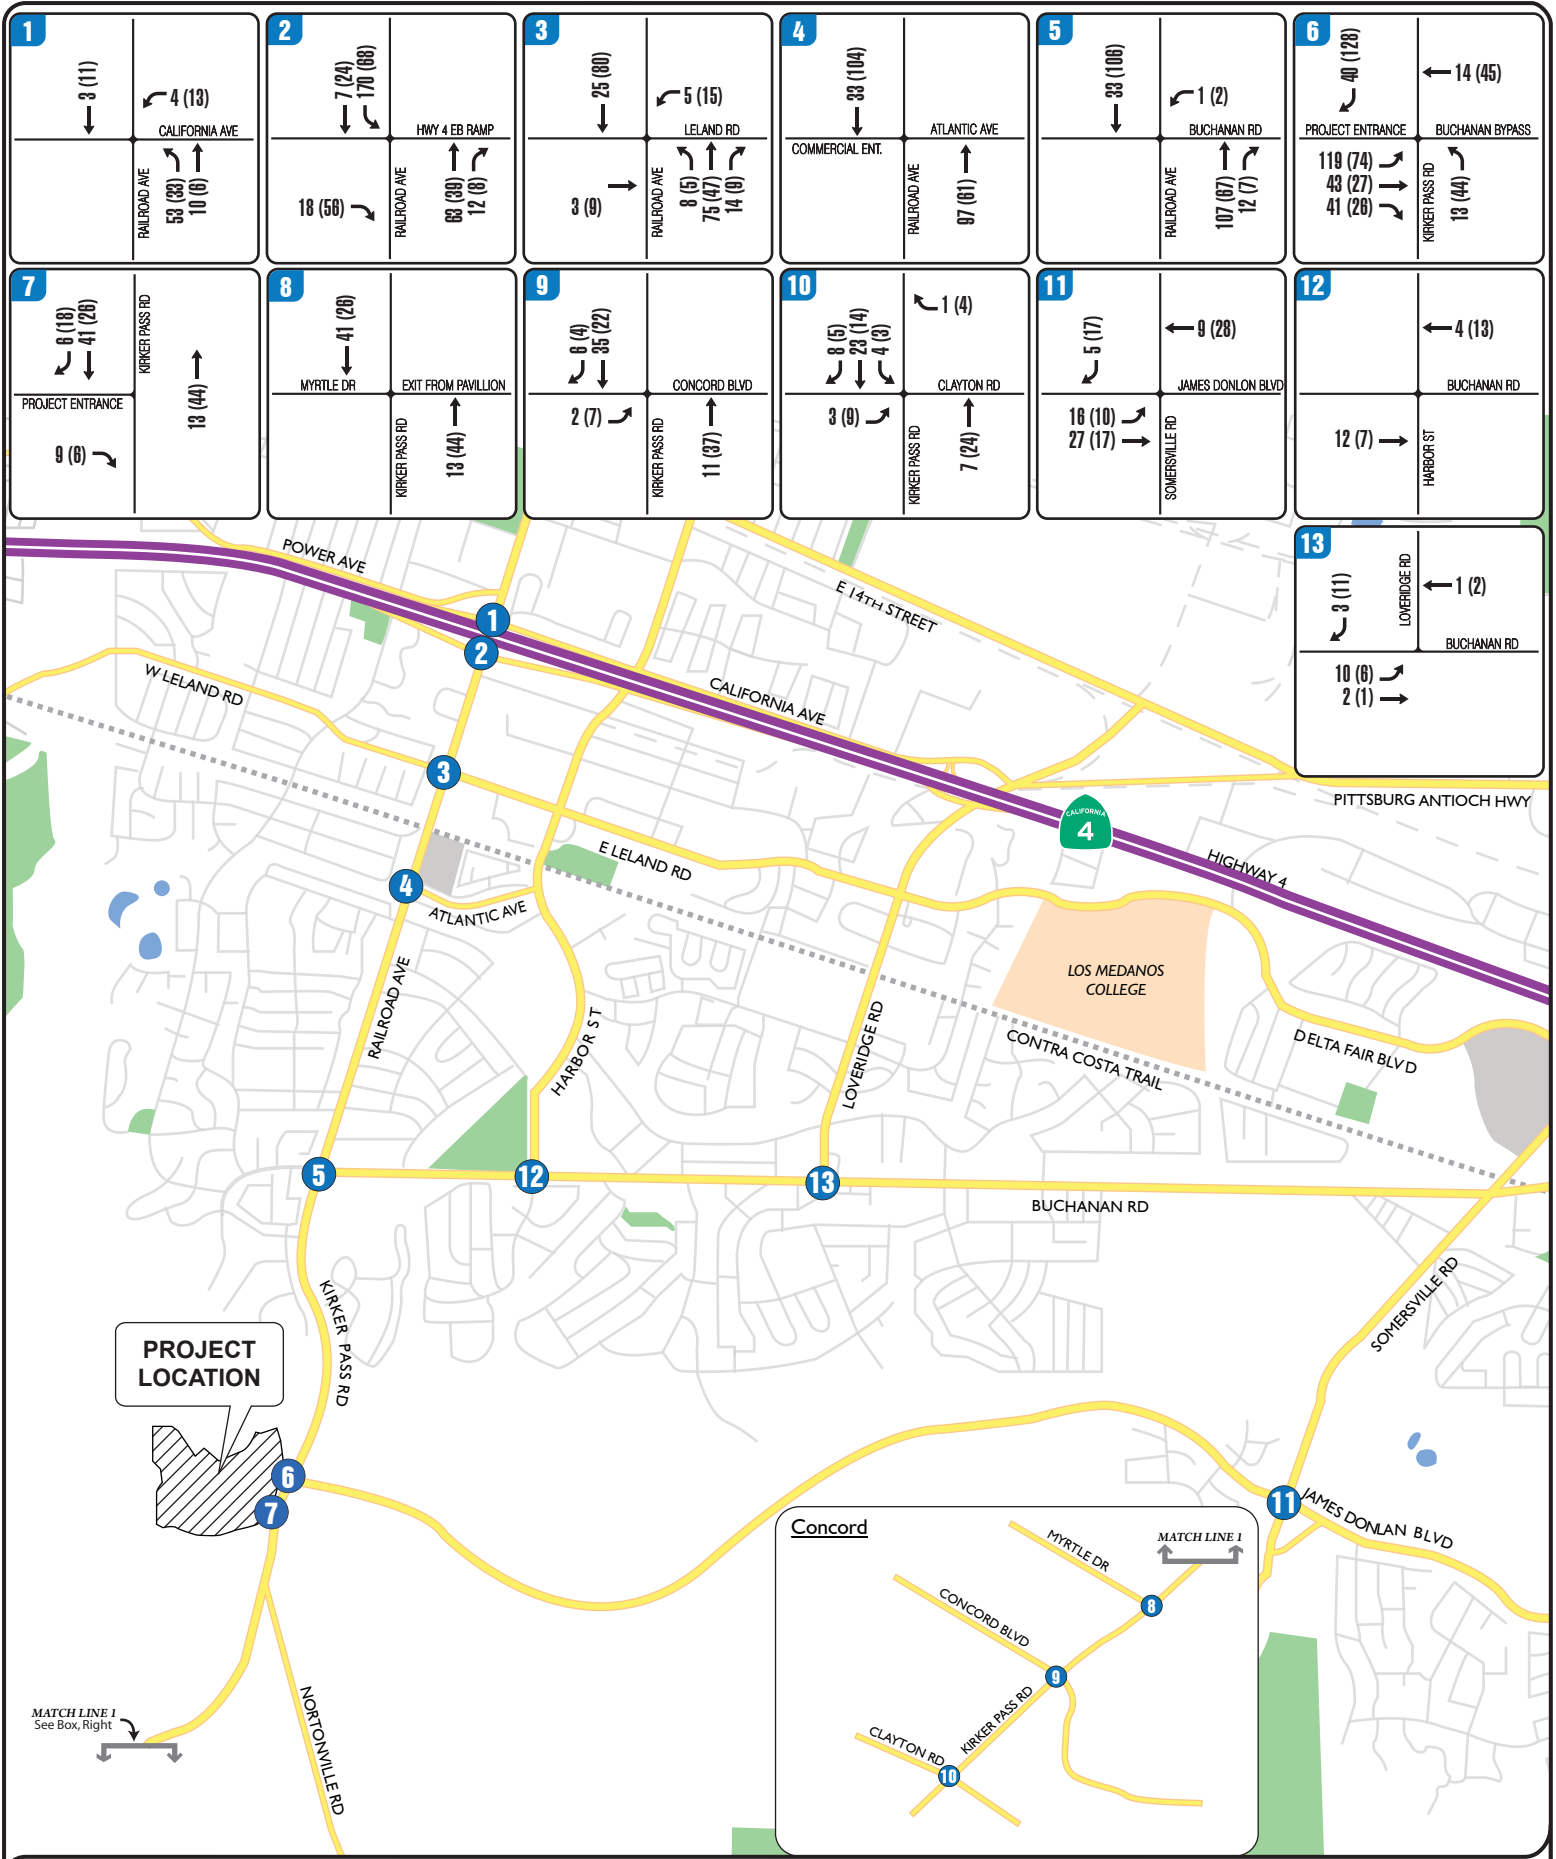 1
3 (11)
4 (13)
CALIFORNIA AVE
RAILROAD AVE
53 (33)
10 (6)
2
7 (24)
170 (68)
HWY 4 EB RAMP
18 (56)
RAILROAD AVE
63 (39)
12 (8)
3
25 (80)
5 (15)
LELAND RD
3 (9)
RAILROAD AVE
8 (5)
75 (47)
14 (9)
4
33 (104)
ATLANTIC AVE
COMMERCIAL ENT.
RAILROAD AVE
97 (61)
5
33 (106)
1 (2)
BUCHANAN RD
RAILROAD AVE
107 (67)
12 (7)
6
40 (128)
14 (45)
PROJECT ENTRANCE
BUCHANAN BYPASS
119 (74)
43 (27)
41 (26)
KIRKER PASS RD
13 (44)
7
6 (18)
41 (26)
KIRKER PASS RD
PROJECT ENTRANCE
13 (44)
9 (6)
8
41 (26)
MYRTLE DR
EXIT FROM PAVILLION
KIRKER PASS RD
13 (44)
9
6 (4)
35 (22)
CONCORD BLVD
2 (7)
KIRKER PASS RD
11 (37)
10
8 (5)
23 (14)
4 (3)
1 (4)
CLAYTON RD
3 (9)
KIRKER PASS RD
7 (24)
11
5 (17)
9 (28)
JAMES DONLON BLVD
16 (10)
27 (17)
SOMERSVILLE RD
12
4 (13)
BUCHANAN RD
12 (7)
HARBOR ST
13
3 (11)
LOVERIDGE RD
1 (2)
BUCHANAN RD
10 (6)
2 (1)
POWER AVE
E 14TH STREET
1
2
W LELAND RD
CALIFORNIA AVE
3
PITTSBURG ANTIOCH HWY
CALIFORNIA
4
E LELAND RD
HIGHWAY 4
4
ATLANTIC AVE
LOS MEDANOS
COLLEGE
RAILROAD AVE
HARBOR ST
LOVERIDGE RD
CONTRA COSTA TRAIL
DELTA FAIR BLVD
5
12
13
BUCHANAN RD
KIRKER PASS RD
SOMERSVILLE RD
PROJECT
LOCATION
6
7
11
JAMES DONLAN BLVD
Concord
MYRTLE DR
MATCH LINE 1
8
CONCORD BLVD
9
KIRKER PASS RD
CLAYTON RD
10
MATCH LINE 1
See Box, Right
NORTONVILLE RD